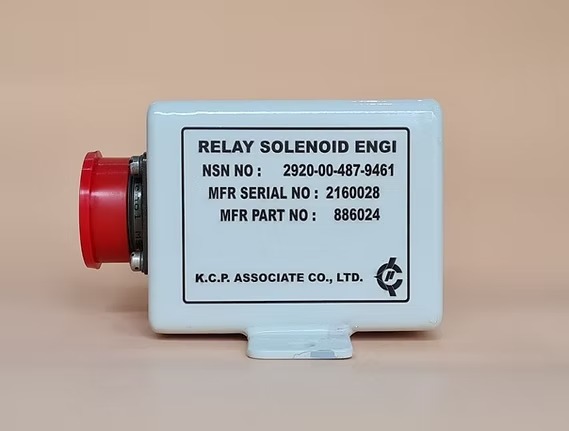 RELAY SOLENOID ENGI
NSN NO : 2920-00-487-9461
MFR SERIAL NO : 2160028
MFR PART NO : 886024
K.C.P. ASSOCIATE CO., LTD.